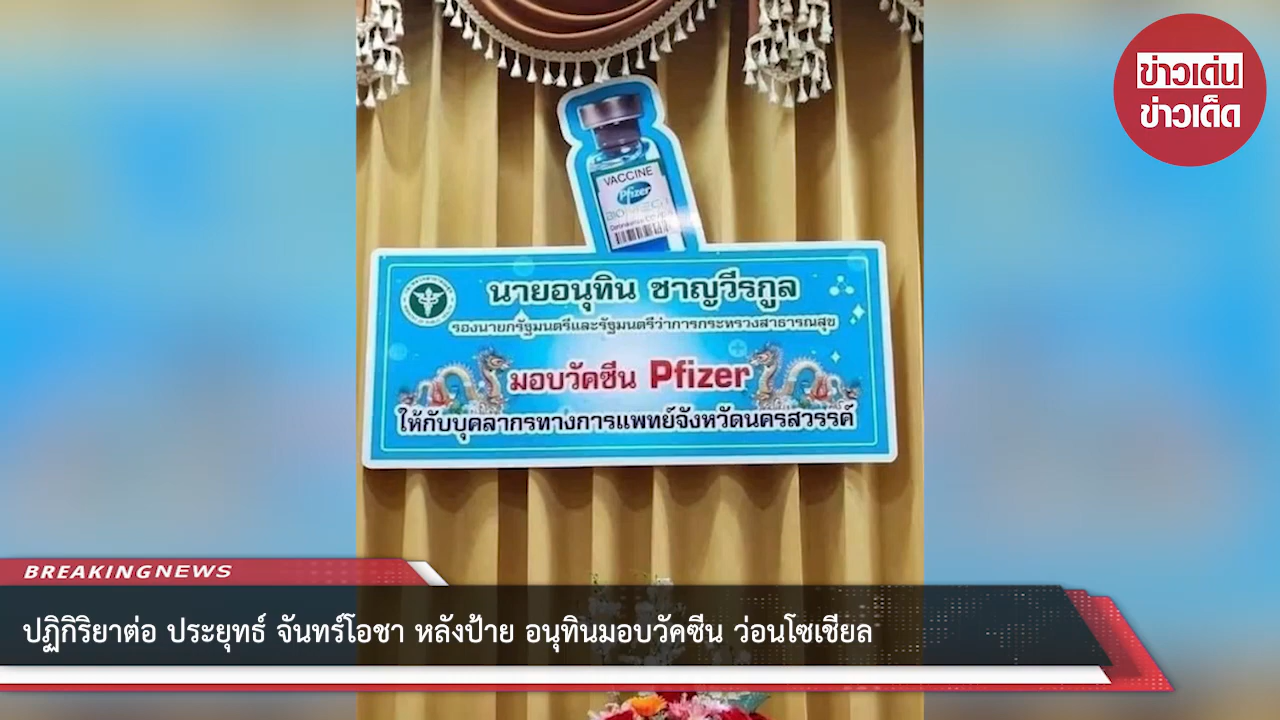 ข่าวเด่น
ข่าวเด็ด
VACCINE
Pfizer
นายอนุทิน ชาญวีรกูล
รองนายกรัฐมนตรีและรัฐมนตรีว่าการกระทรวงสาธารณสุข
มอบวัคซีน Pfizer
ให้กับบุคลากรทางการแพทย์จังหวัดนครสวรรค์
BREAKINGNEWS
ปฏิกิริยาต่อ ประยุทธ์ จันทร์โอชา หลังป้าย อนุทินมอบวัคซีน ว่อนโซเชียล